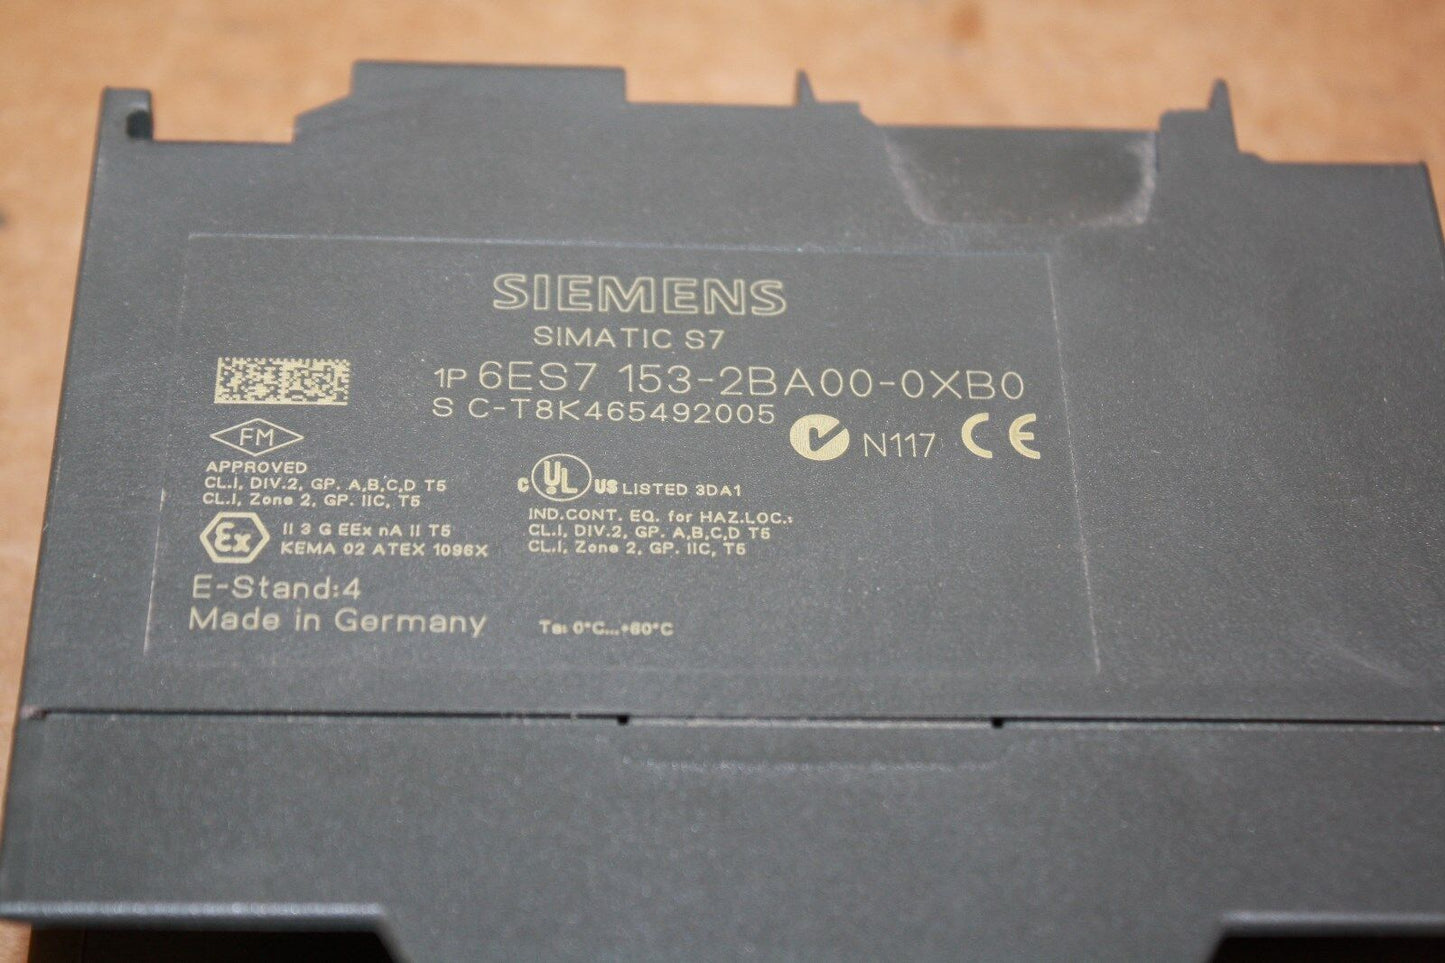 SIEMENS
SIMATIC S7
1P 6ES7 153-2BA00-0XB0
S C-T8K465492005
N117 CE
FM
APPROVED
CL.I, DIV.2, GP. A,B,C,D T5
CL.I, Zone 2, GP. IIC, T5
C UL US LISTED 3DA1
IND.CONT. EQ. for HAZ.LOC.:
CL.I, DIV.2, GP. A,B,C,D T5
CL.I, Zone 2, GP. IIC, T5
Ex II 3 G EEx nA II T5
KEMA 02 ATEX 1096X
E-Stand:4
Made in Germany
Ta: 0°C...+60°C